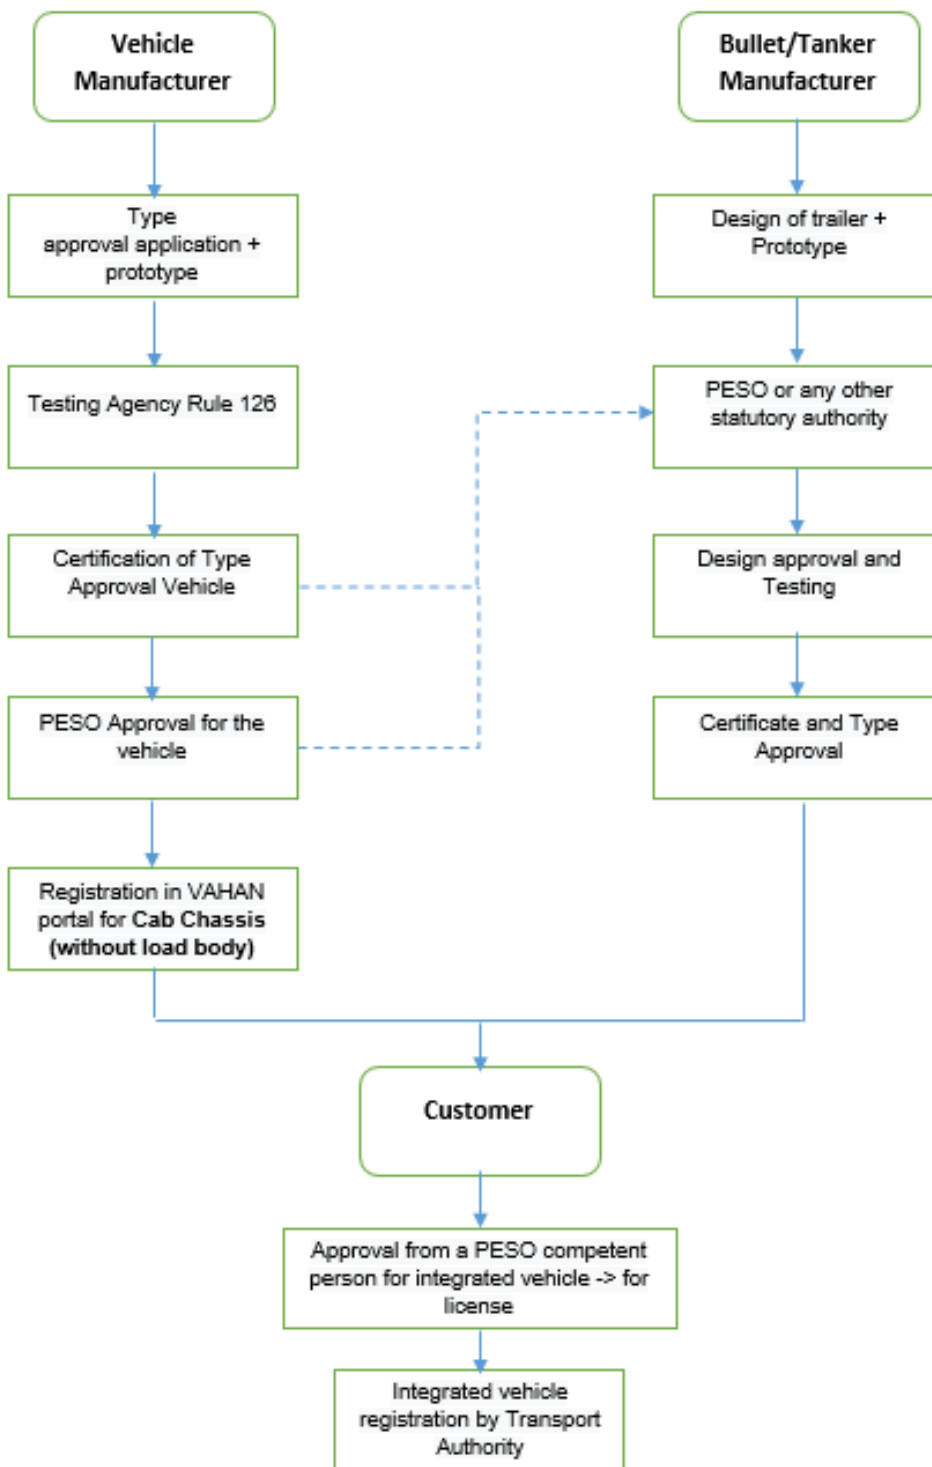 Vehicle
Manufacturer
Type
approval application +
prototype
Testing Agency Rule 126
Certification of Type
Approval Vehicle
PESO Approval for the
vehicle
Registration in VAHAN
portal for Cab Chassis
(without load body)
Bullet/Tanker
Manufacturer
Design of trailer +
Prototype
PESO or any other
statutory authority
Design approval and
Testing
Certificate and Type
Approval
Customer
Approval from a PESO competent
person for integrated vehicle -> for
license
Integrated vehicle
registration by Transport
Authority